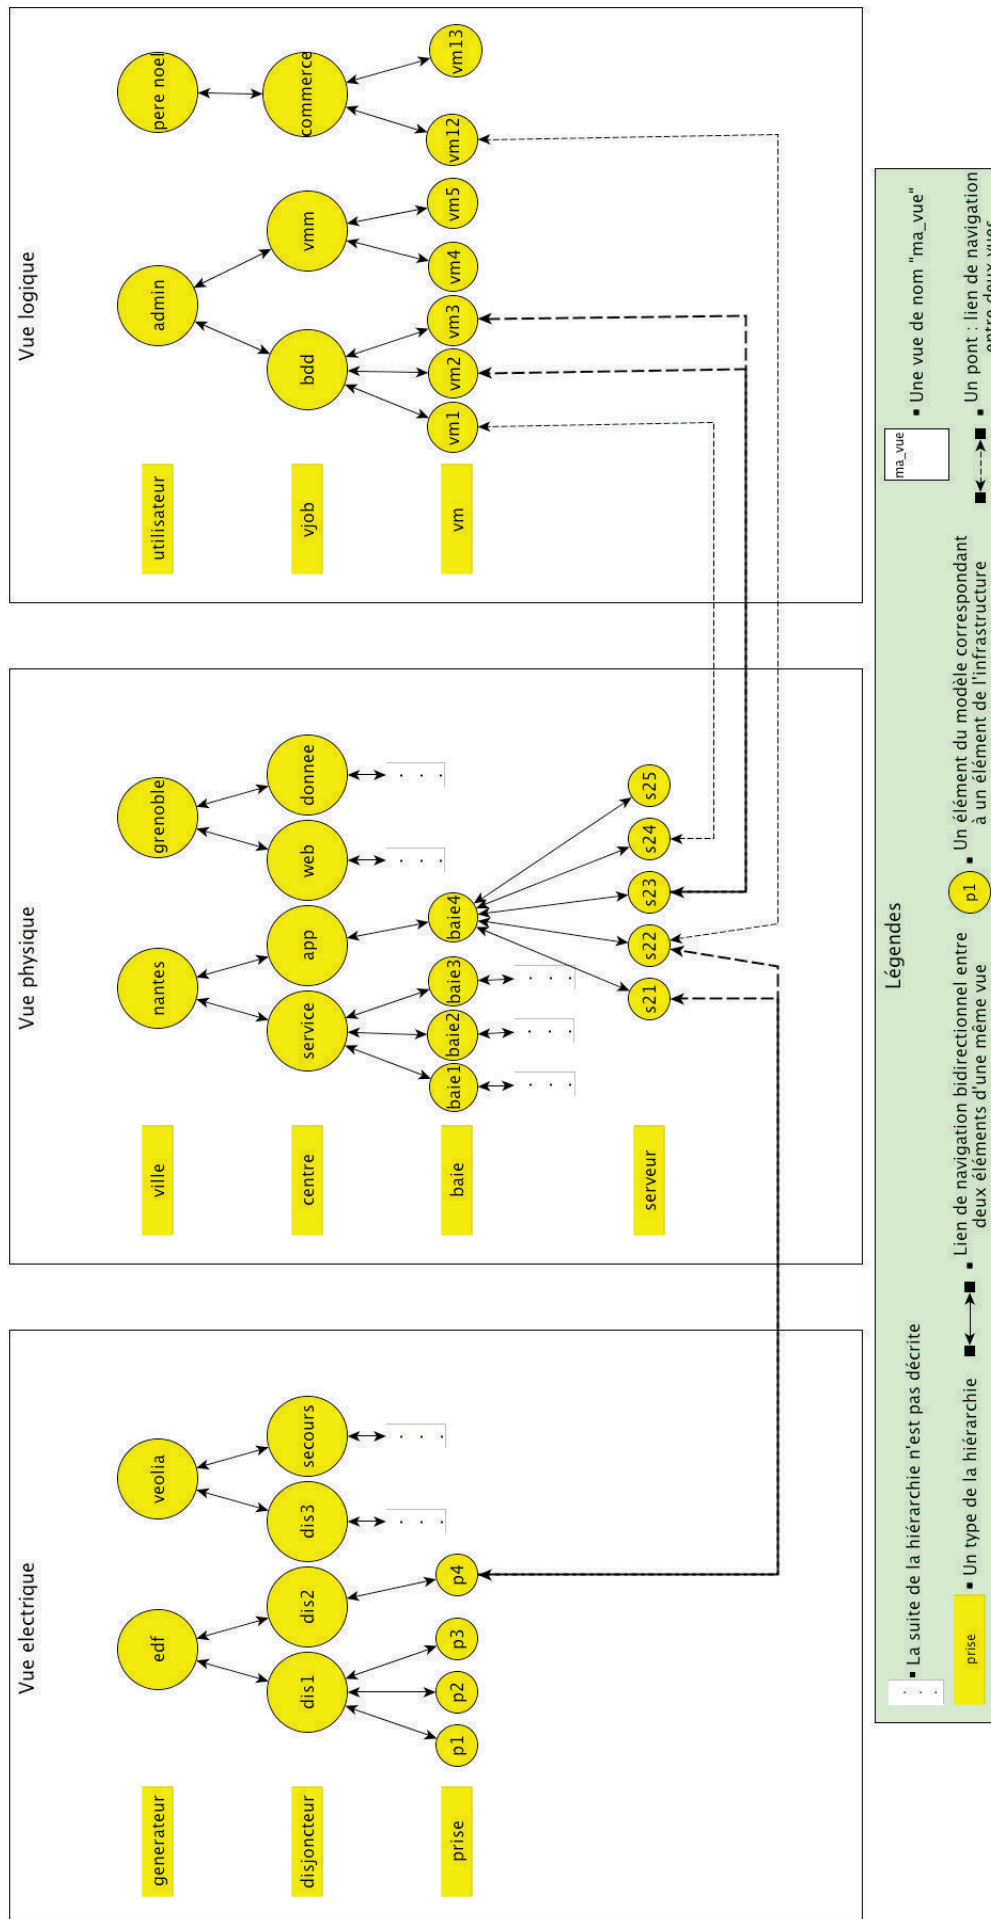 Vue electrique
generateur
edf
veolia
disjoncteur
dis1
dis2
dis3
secours
. . .
. . .
prise
p1
p2
p3
p4
Vue physique
ville
nantes
grenoble
centre
service
app
web
donnee
. . .
. . .
baie
baie1
baie2
baie3
baie4
. . .
. . .
. . .
serveur
s21
s22
s23
s24
s25
Vue logique
utilisateur
admin
pere noel
vjob
bdd
vmm
commerce
vm
vm1
vm2
vm3
vm4
vm5
vm12
vm13
Légendes
. . .
▪ La suite de la hiérarchie n'est pas décrite
ma_vue
▪ Une vue de nom "ma_vue"
prise
▪ Un type de la hiérarchie
▪ Lien de navigation bidirectionnel entre
deux éléments d'une même vue
p1
▪ Un élément du modèle correspondant
à un élément de l'infrastructure
▪ Un pont : lien de navigation
entre deux vues